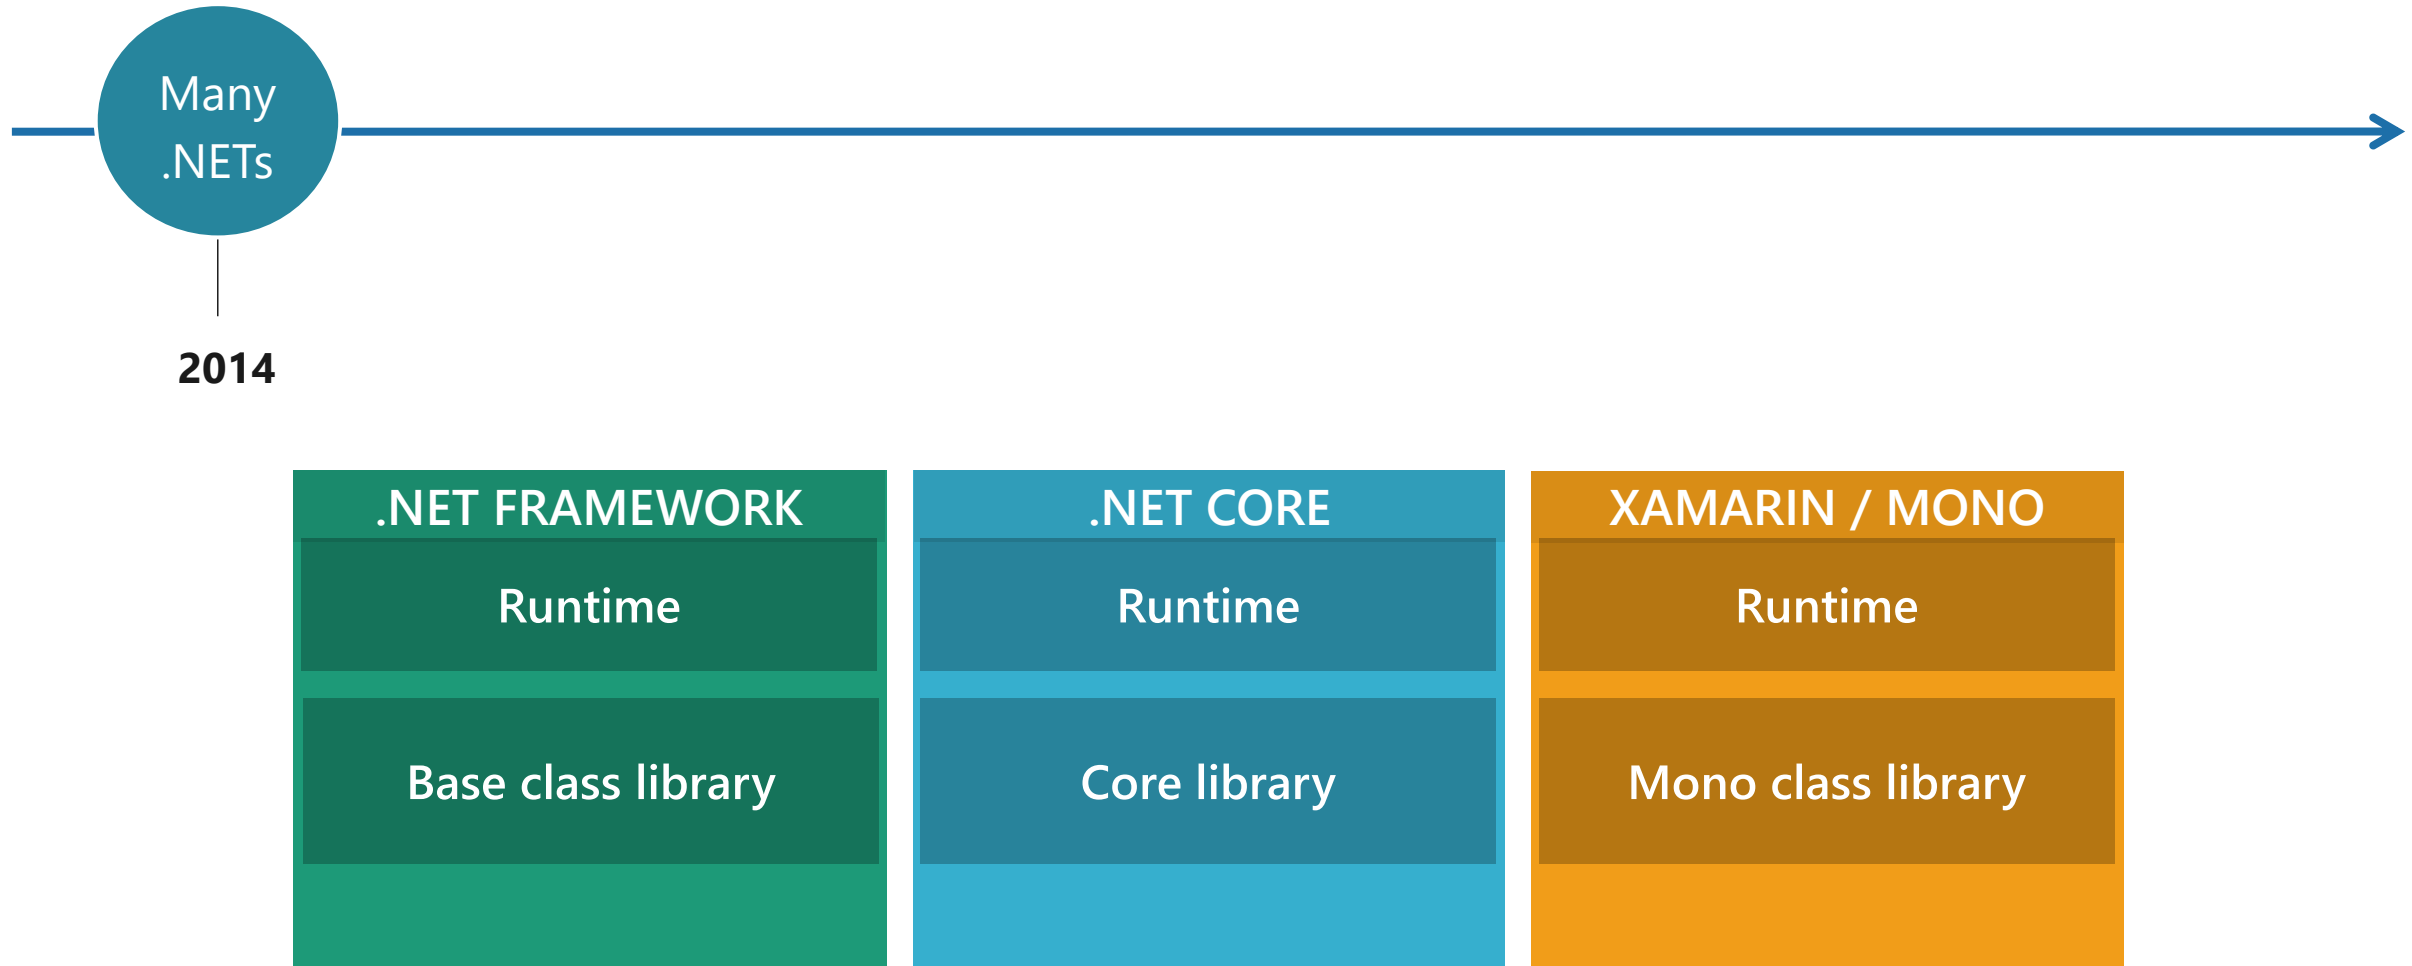 Many
.NETs
2014
.NET FRAMEWORK
Runtime
Base class library
.NET CORE
Runtime
Core library
XAMARIN / MONO
Runtime
Mono class library